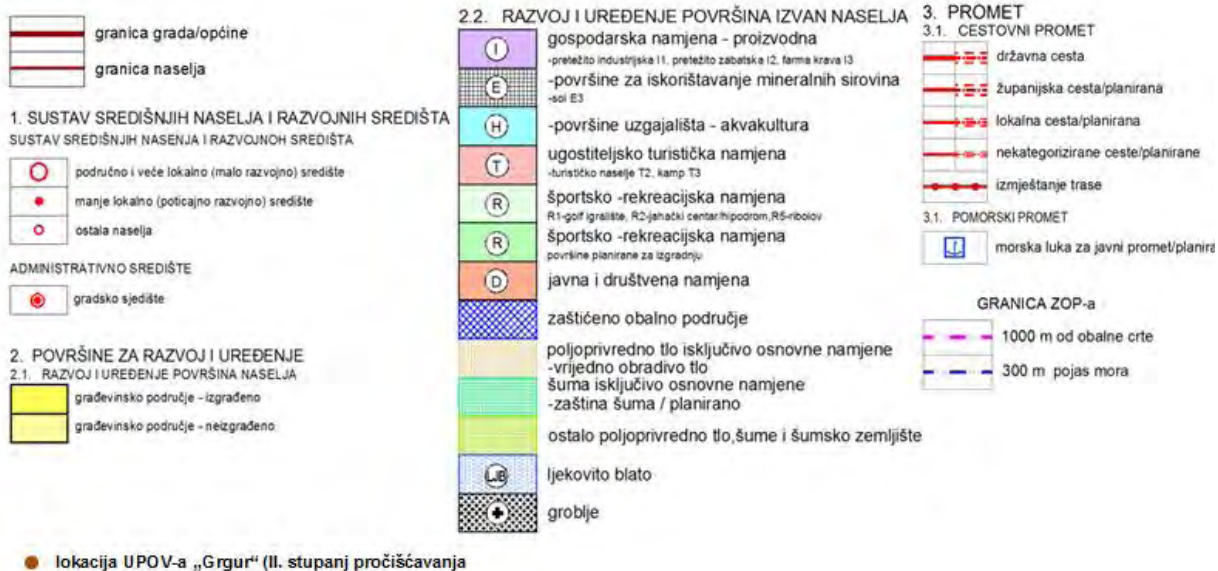 granica grada/općine
granica naselja
1. SUSTAV SREDIŠNJIH NASELJA I RAZVOJNIH SREDIŠTA
SUSTAV SREDIŠNJIH NASENJA I RAZVOJNOH SREDIŠTA
područno i veće lokalno (malo razvojno) središte
manje lokalno (poticajno razvojno) središte
ostala naselja
ADMINISTRATIVNO SREDIŠTE
gradsko sjedište
2. POVRŠINE ZA RAZVOJ I UREĐENJE
2.1. RAZVOJ I UREĐENJE POVRŠINA NASELJA
građevinsko područje - izgrađeno
građevinsko područje - neizgrađeno
2.2. RAZVOJ I UREĐENJE POVRŠINA IZVAN NASELJA
I
gospodarska namjena - proizvodna
-pretežito industrijska I1, pretežito zabatska I2, farma krava I3
E
-površine za iskorištavanje mineralnih sirovina
-sol E3
H
-površine uzgajališta - akvakultura
T
ugostiteljsko turistička namjena
-turističko naselje T2, kamp T3
R
športsko -rekreacijska namjena
R1-golf igralište, R2-jahački centar/hipodrom,R5-ribolov
R
športsko -rekreacijska namjena
površine planirane za izgradnju
D
javna i društvena namjena
zaštićeno obalno područje
poljoprivredno tlo isključivo osnovne namjene
-vrijedno obradivo tlo
šuma isključivo osnovne namjene
-zaština šuma / planirano
ostalo poljoprivredno tlo,šume i šumsko zemljište
LJB
ljekovito blato
groblje
3. PROMET
3.1. CESTOVNI PROMET
državna cesta
županijska cesta/planirana
lokalna cesta/planirana
nekategorizirane ceste/planirane
izmještanje trase
3.1. POMORSKI PROMET
morska luka za javni promet/planira
GRANICA ZOP-a
1000 m od obalne crte
300 m pojas mora
lokacija UPOV-a „Grgur“ (II. stupanj pročišćavanja